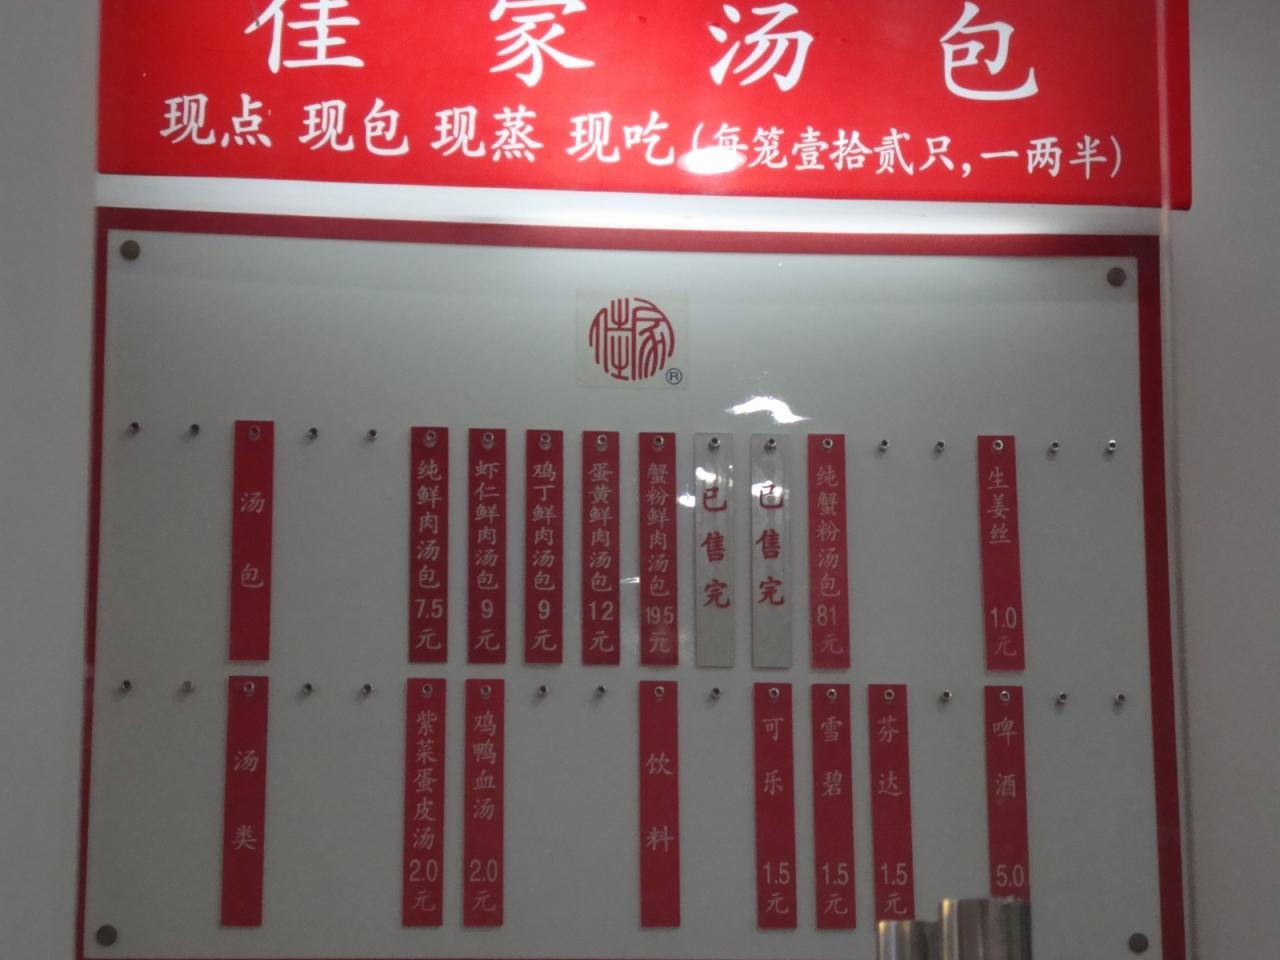 佳家汤包
现点 现包 现蒸 现吃(每笼壹拾贰只,一两半)
佳家
®
汤包
纯鲜肉汤包7.5元
虾仁鲜肉汤包9元
鸡丁鲜肉汤包9元
蛋黄鲜肉汤包12元
蟹粉鲜肉汤包19.5元
已售完
已售完
纯蟹粉汤包81元
生姜丝1.0元
汤类
紫菜蛋皮汤2.0元
鸡鸭血汤2.0元
饮料
可乐1.5元
雪碧1.5元
芬达1.5元
啤酒5.0